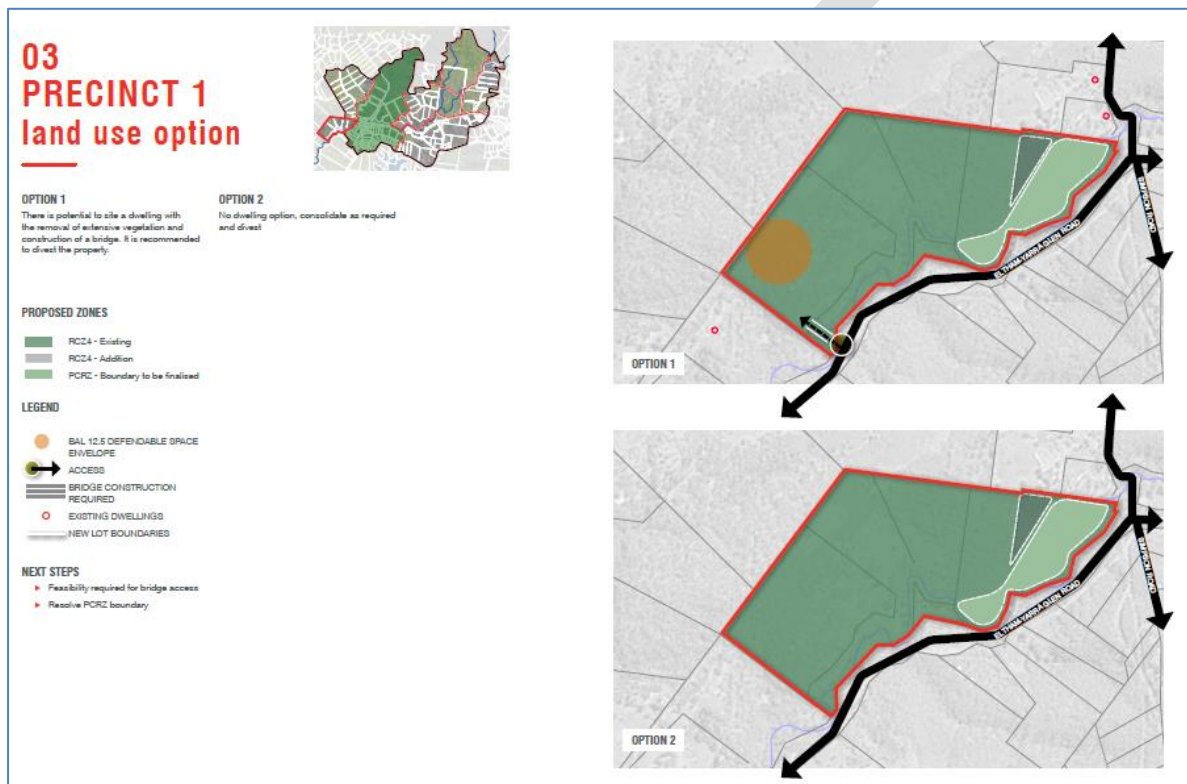 03
PRECINCT 1
land use option
OPTION 1
There is potential to site a dwelling with
the removal of extensive vegetation and
construction of a bridge. It is recommended
to divest the property.
OPTION 2
No dwelling option, consolidate as required
and divest
PROPOSED ZONES
RCZ4 - Existing
RCZ4 - Addition
PCRZ - Boundary to be finalised
LEGEND
BAL 12.5 DEFENDABLE SPACE
ENVELOPE
ACCESS
BRIDGE CONSTRUCTION
REQUIRED
EXISTING DWELLINGS
NEW LOT BOUNDARIES
NEXT STEPS
Feasibility required for bridge access
Resolve PCRZ boundary
ELTHAM-YARRA GLEN ROAD
SIMPSON ROAD
OPTION 1
ELTHAM-YARRA GLEN ROAD
SIMPSON ROAD
OPTION 2